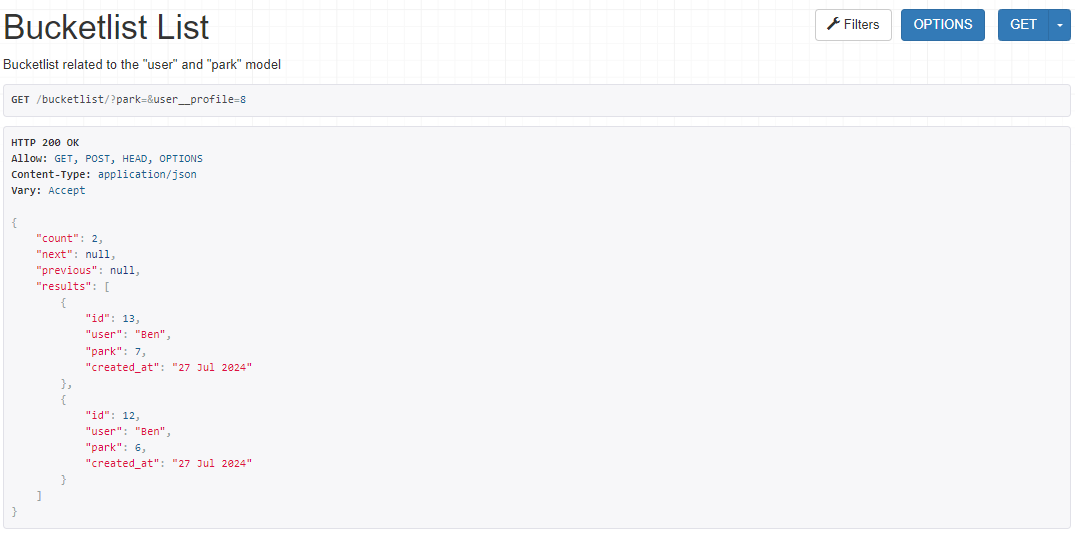 Bucketlist List
Filters
OPTIONS
GET
Bucketlist related to the "user" and "park" model
GET /bucketlist/?park=&user__profile=8
HTTP 200 OK
Allow: GET, POST, HEAD, OPTIONS
Content-Type: application/json
Vary: Accept
{
    "count": 2,
    "next": null,
    "previous": null,
    "results": [
        {
            "id": 13,
            "user": "Ben",
            "park": 7,
            "created_at": "27 Jul 2024"
        },
        {
            "id": 12,
            "user": "Ben",
            "park": 6,
            "created_at": "27 Jul 2024"
        }
    ]
}